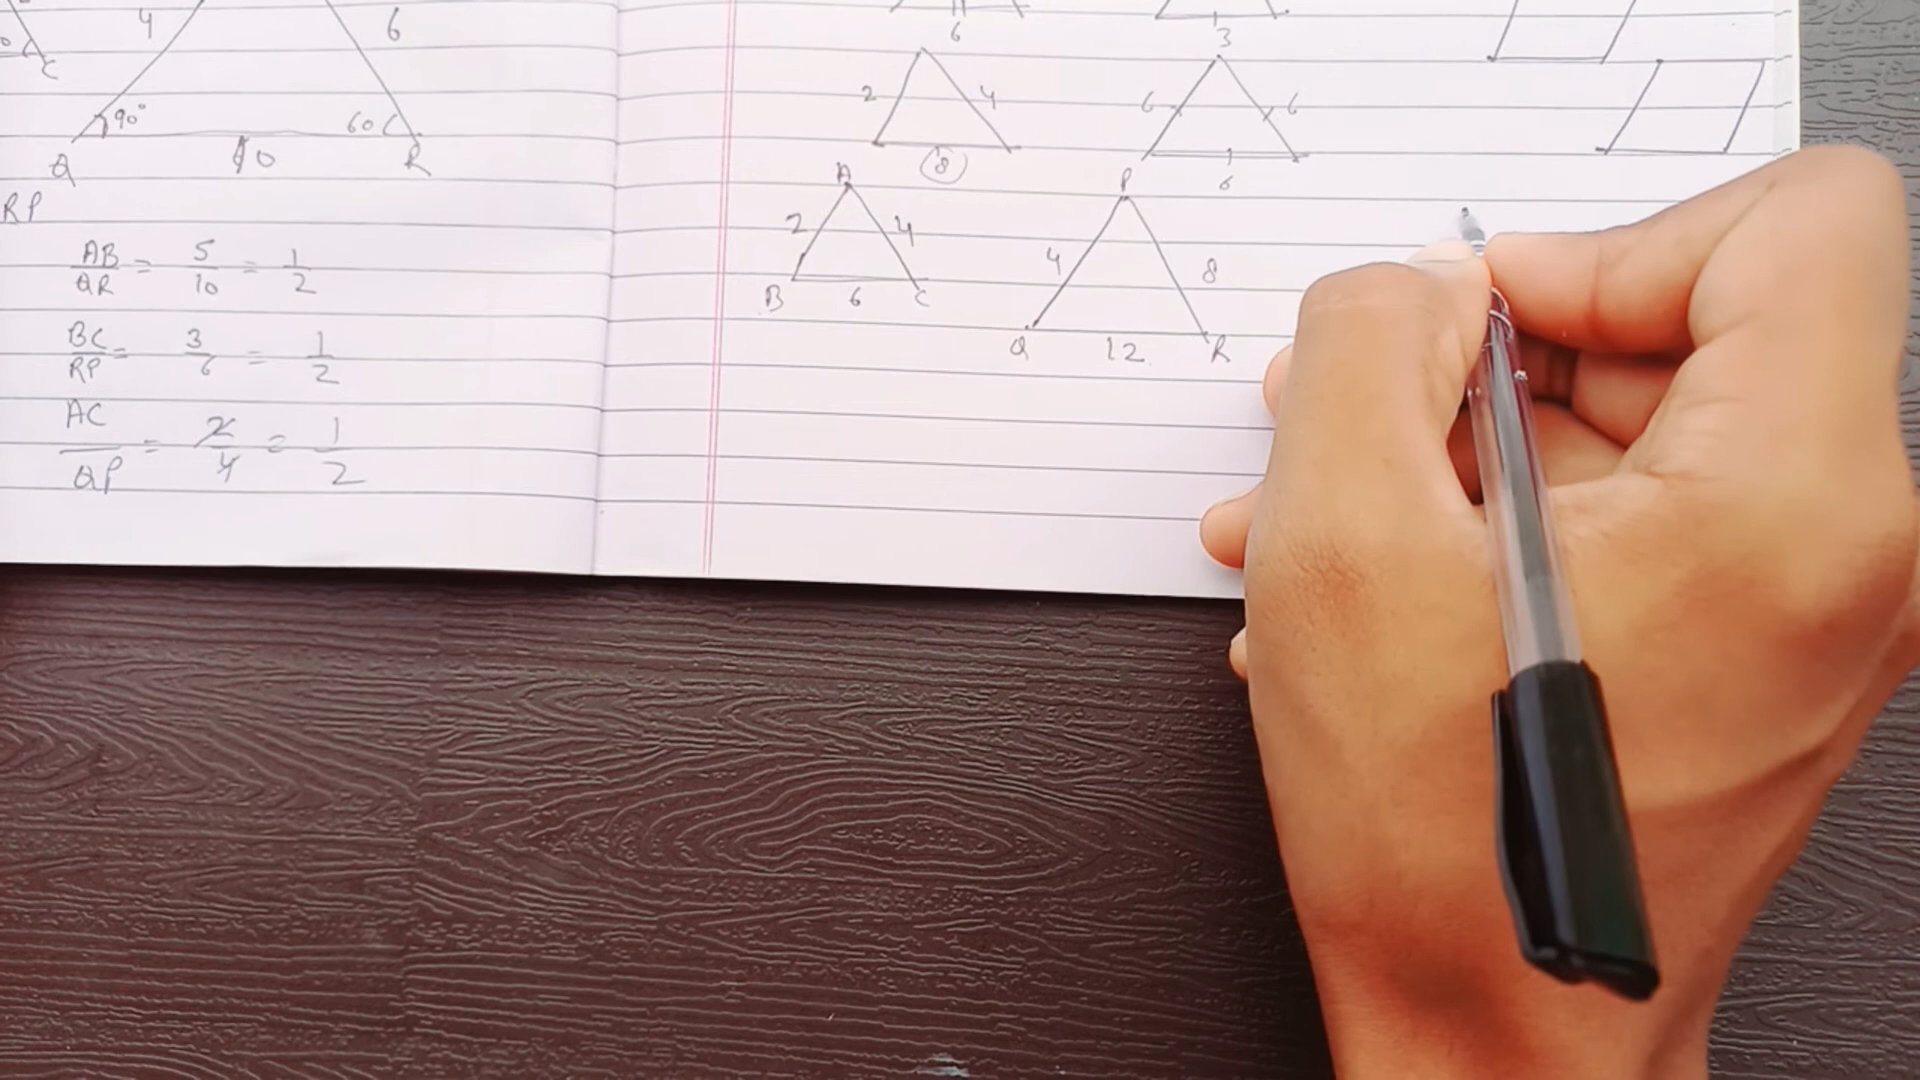 4 6
90° 60
Q 10 R
RP
AB/QR = 5/10 = 1/2
BC/RP = 3/6 = 1/2
AC/QP = 2/4 = 1/2
C
6 3
2 4 6 6
8 6
A P
2 4 4 8
B 6 C
Q 12 R